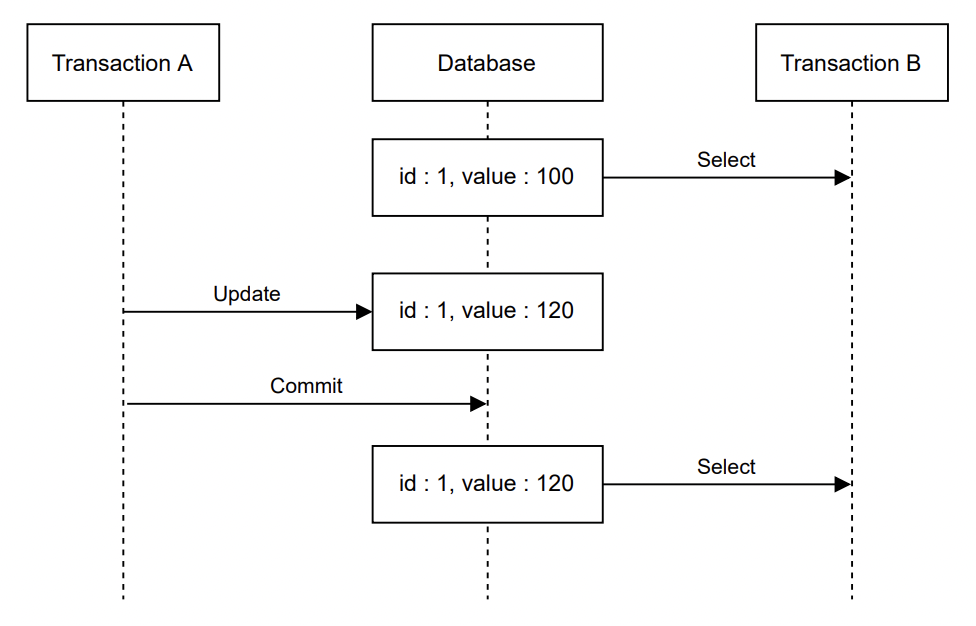 Transaction A
Database
Transaction B
id : 1, value : 100
Select
Update
id : 1, value : 120
Commit
id : 1, value : 120
Select